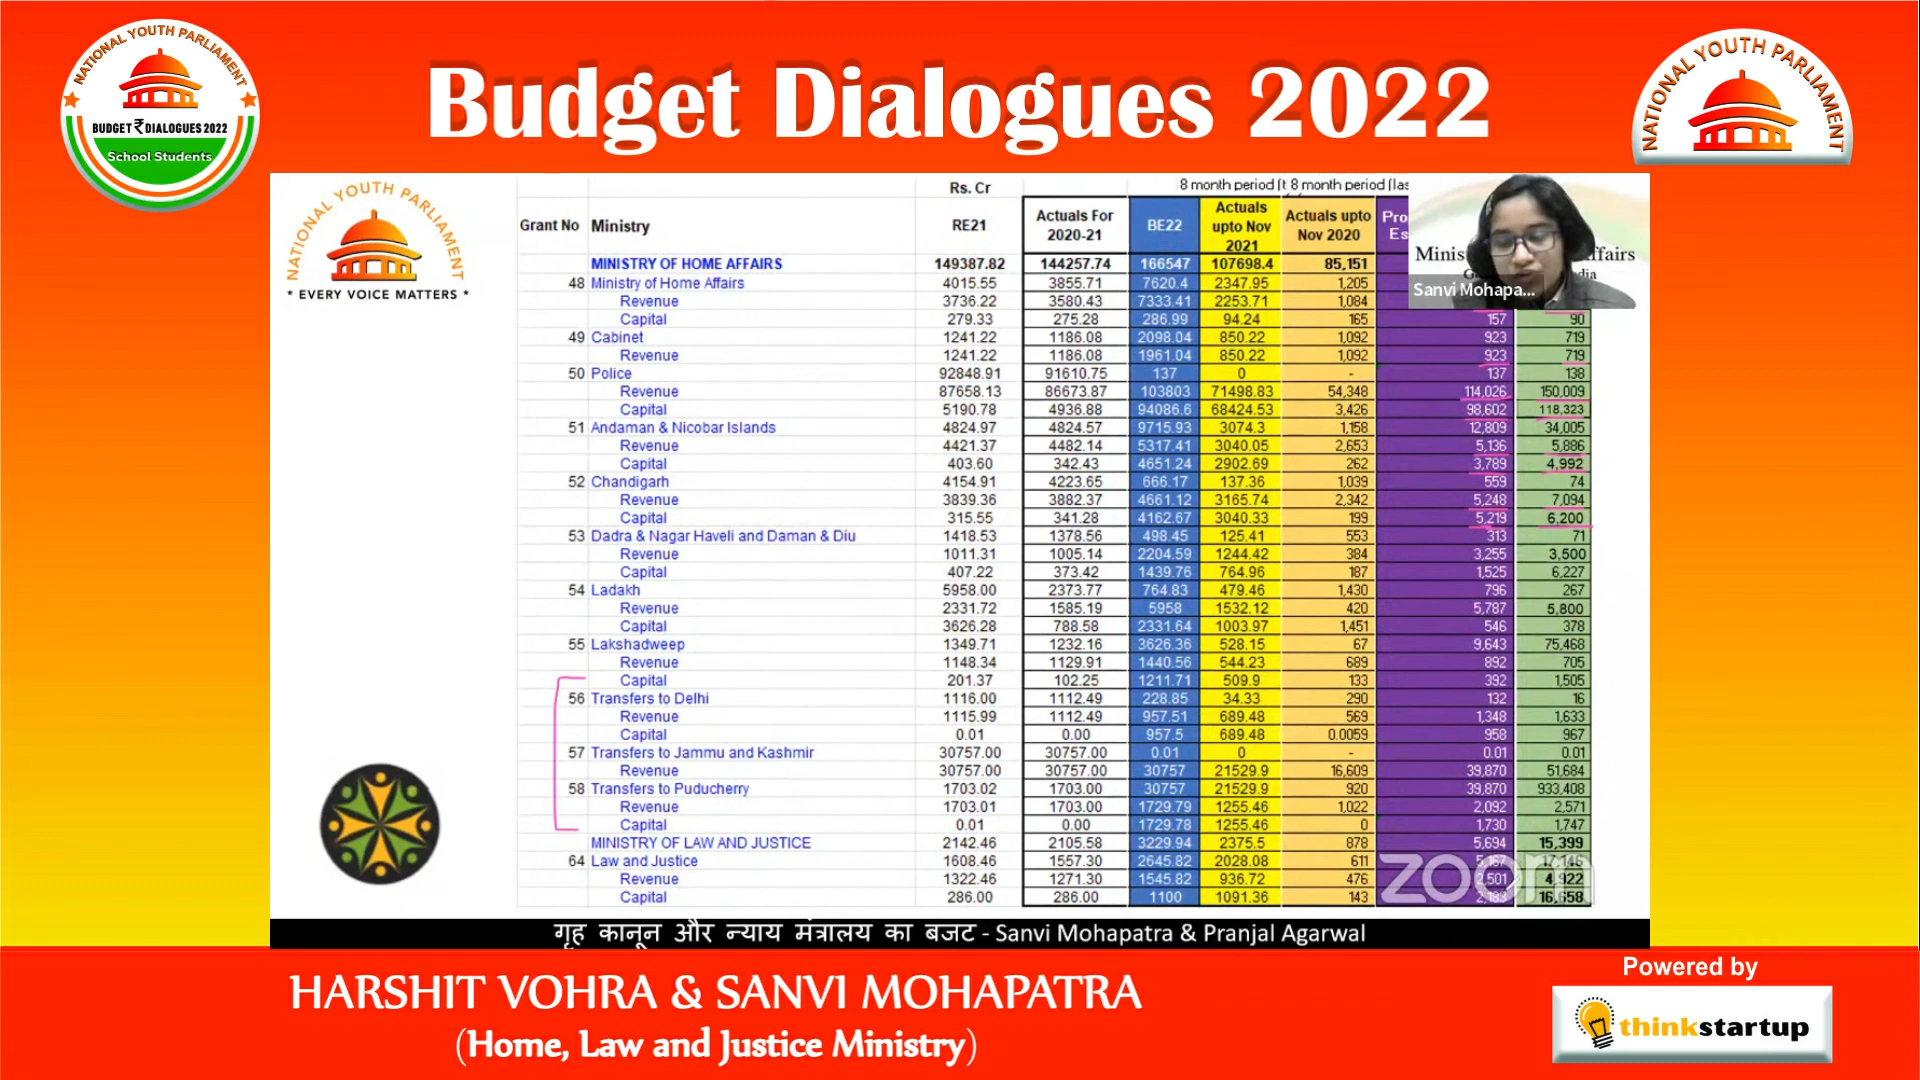 NATIONAL YOUTH PARLIAMENT
BUDGET ₹ DIALOGUES 2022
School Students
Budget Dialogues 2022
NATIONAL YOUTH PARLIAMENT
NATIONAL YOUTH PARLIAMENT
* EVERY VOICE MATTERS *
Rs. Cr 8 month period (t 8 month period (las
Grant No Ministry RE21 Actuals For 2020-21 BE22 Actuals upto Nov 2021 Actuals upto Nov 2020 Pro Es
MINISTRY OF HOME AFFAIRS 149387.82 144257.74 166547 107698.4 85,151
48 Ministry of Home Affairs 4015.55 3855.71 7620.4 2347.95 1,205
Revenue 3736.22 3580.43 7333.41 2253.71 1,084
Capital 279.33 275.28 286.99 94.24 165 157 90
49 Cabinet 1241.22 1186.08 2098.04 850.22 1,092 923 719
Revenue 1241.22 1186.08 1961.04 850.22 1,092 923 719
50 Police 92848.91 91610.75 137 0 - 137 138
Revenue 87658.13 86673.87 103803 71498.83 54,348 114,026 150,009
Capital 5190.78 4936.88 94086.6 68424.53 3,426 98,602 118,323
51 Andaman & Nicobar Islands 4824.97 4824.57 9715.93 3074.3 1,158 12,809 34,005
Revenue 4421.37 4482.14 5317.41 3040.05 2,653 5,136 5,886
Capital 403.60 342.43 4651.24 2902.69 262 3,789 4,992
52 Chandigarh 4154.91 4223.65 666.17 137.36 1,039 559 74
Revenue 3839.36 3882.37 4661.12 3165.74 2,342 5,248 7,094
Capital 315.55 341.28 4162.67 3040.33 199 5,219 6,200
53 Dadra & Nagar Haveli and Daman & Diu 1418.53 1378.56 498.45 125.41 553 313 71
Revenue 1011.31 1005.14 2204.59 1244.42 384 3,255 3,500
Capital 407.22 373.42 1439.76 764.96 187 1,525 6,227
54 Ladakh 5958.00 2373.77 764.83 479.46 1,430 796 267
Revenue 2331.72 1585.19 5958 1532.12 420 5,787 5,800
Capital 3626.28 788.58 2331.64 1003.97 1,451 546 378
55 Lakshadweep 1349.71 1232.16 3626.36 528.15 67 9,643 75,468
Revenue 1148.34 1129.91 1440.56 544.23 689 892 705
Capital 201.37 102.25 1211.71 509.9 133 392 1,505
56 Transfers to Delhi 1116.00 1112.49 228.85 34.33 290 132 16
Revenue 1115.99 1112.49 957.51 689.48 569 1,348 1,633
Capital 0.01 0.00 957.5 689.48 0.0059 958 967
57 Transfers to Jammu and Kashmir 30757.00 30757.00 0.01 0 - 0.01 0.01
Revenue 30757.00 30757.00 30757 21529.9 16,609 39,870 51,684
58 Transfers to Puducherry 1703.02 1703.00 30757 21529.9 920 39,870 933,408
Revenue 1703.01 1703.00 1729.79 1255.46 1,022 2,092 2,571
Capital 0.01 0.00 1729.78 1255.46 0 1,730 1,747
MINISTRY OF LAW AND JUSTICE 2142.46 2105.58 3229.94 2375.5 878 5,694 15,399
64 Law and Justice 1608.46 1557.30 2645.82 2028.08 611
Revenue 1322.46 1271.30 1545.82 936.72 476 2,501 4,922
Capital 286.00 286.00 1100 1091.36 143 16,658
Minis ffairs
Sanvi Mohapa...
zoom
गृह कानून और न्याय मंत्रालय का बजट - Sanvi Mohapatra & Pranjal Agarwal
HARSHIT VOHRA & SANVI MOHAPATRA
(Home, Law and Justice Ministry)
Powered by
thinkstartup